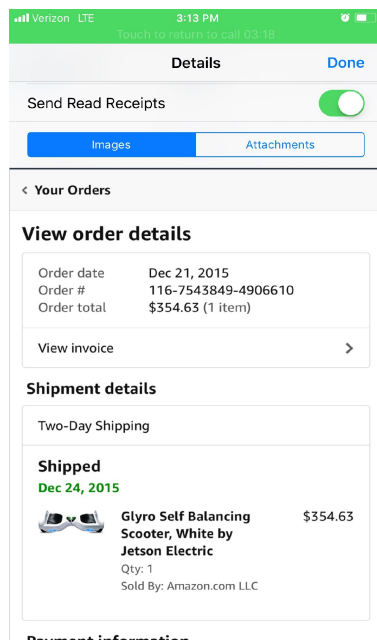 Verizon LTE 3:13 PM
Touch to return to call 03:18
Details Done
Send Read Receipts
Images Attachments
< Your Orders
View order details
Order date Dec 21, 2015
Order # 116-7543849-4906610
Order total $354.63 (1 item)
View invoice
Shipment details
Two-Day Shipping
Shipped
Dec 24, 2015
Glyro Self Balancing $354.63
Scooter, White by
Jetson Electric
Qty: 1
Sold By: Amazon.com LLC
Payment information